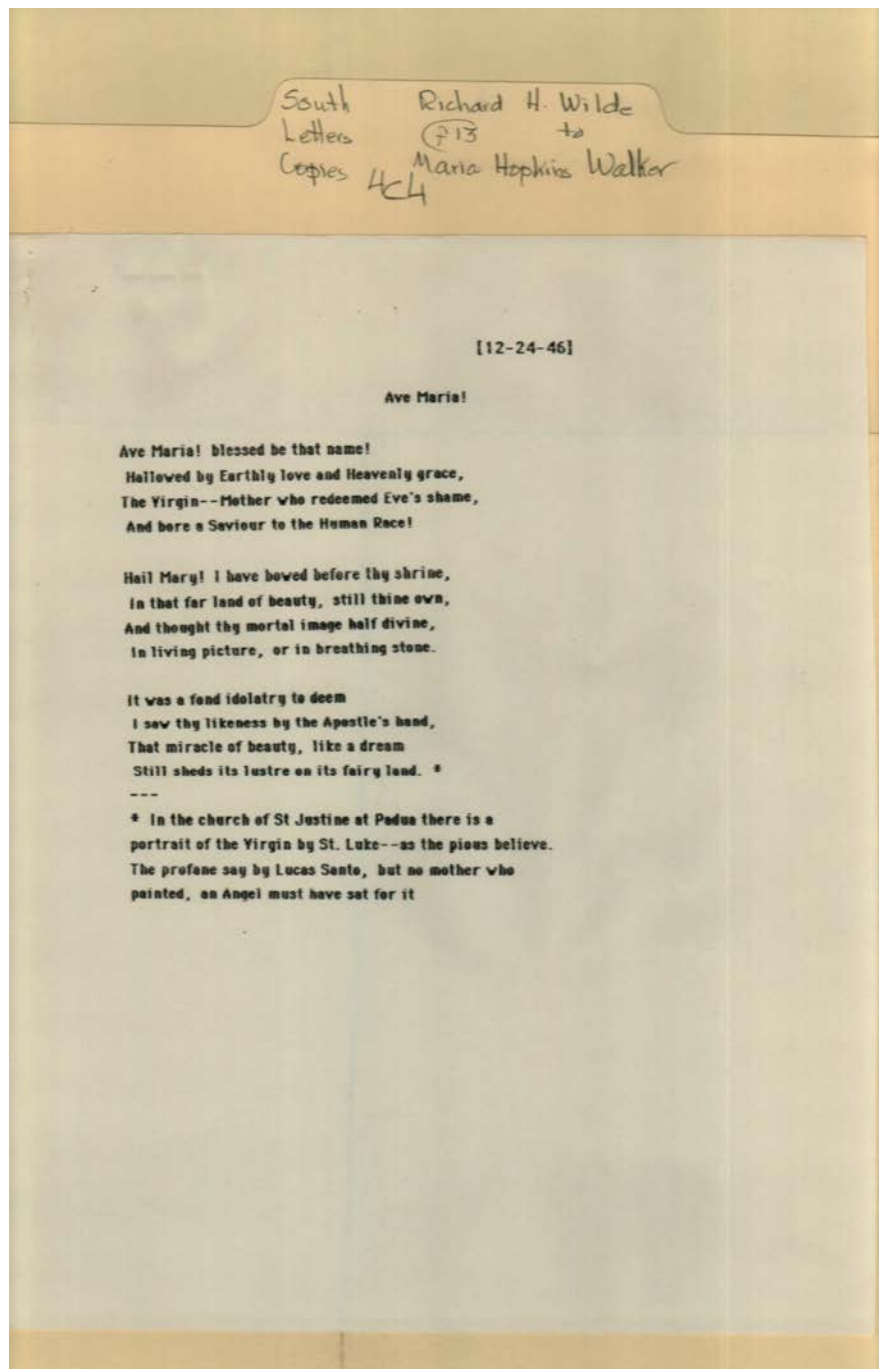 South Richard H. Wilde
Letters P 13 to
Copies 4C4 Maria Hopkins Walker
[12-24-46]
Ave Maria!
Ave Maria! blessed be that name!
Hallowed by Earthly love and Heavenly grace,
The Virgin--Mother who redeemed Eve's shame,
And bore a Saviour to the Human Race!
Hail Mary! I have bowed before thy shrine,
In that far land of beauty, still thine own,
And thought thy mortal image half divine,
In living picture, or in breathing stone.
It was a fond idolatry to deem
I saw thy likeness by the Apostle's hand,
That miracle of beauty, like a dream
Still sheds its lustre on its fairy land. *
---
* In the church of St Justine at Padua there is a
portrait of the Virgin by St. Luke--as the pious believe.
The profane say by Lucas Santo, but no mother who
painted, an Angel must have sat for it